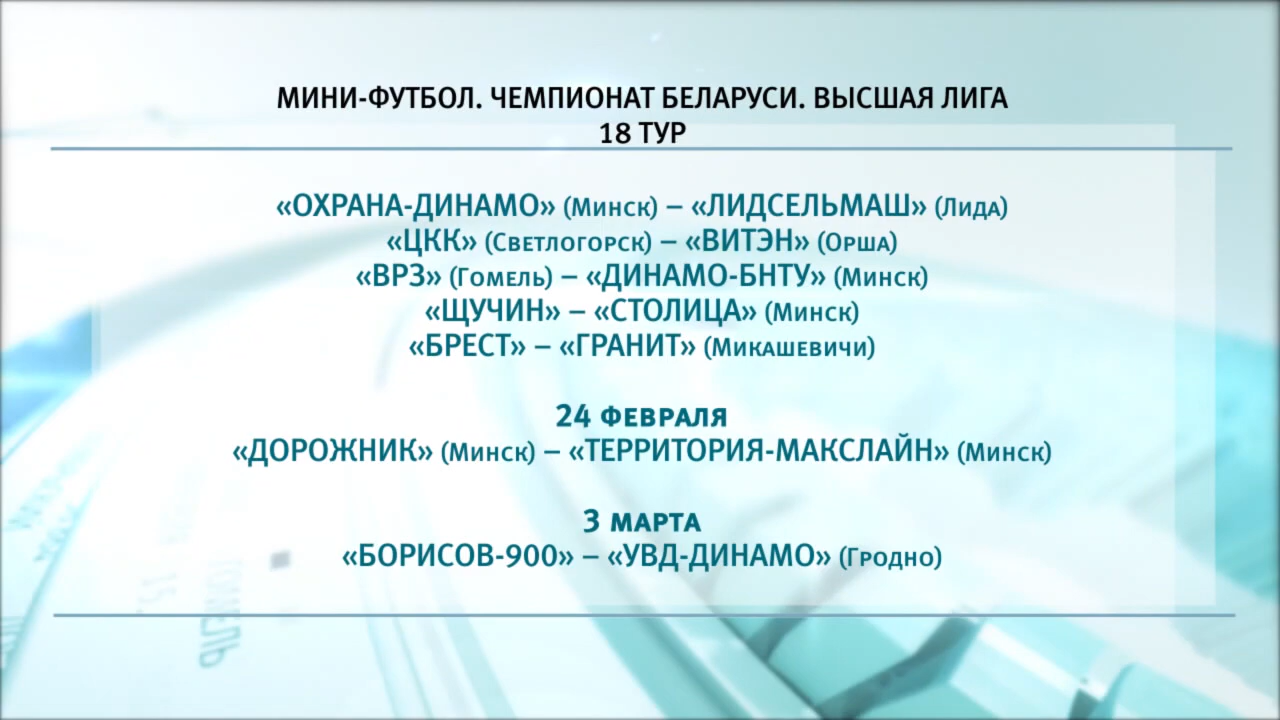 МИНИ-ФУТБОЛ. ЧЕМПИОНАТ БЕЛАРУСИ. ВЫСШАЯ ЛИГА
18 ТУР
«ОХРАНА-ДИНАМО» (Минск) – «ЛИДСЕЛЬМАШ» (Лида)
«ЦКК» (Светлогорск) – «ВИТЭН» (Орша)
«ВРЗ» (Гомель) – «ДИНАМО-БНТУ» (Минск)
«ЩУЧИН» – «СТОЛИЦА» (Минск)
«БРЕСТ» – «ГРАНИТ» (Микашевичи)
24 ФЕВРАЛЯ
«ДОРОЖНИК» (Минск) – «ТЕРРИТОРИЯ-МАКСЛАЙН» (Минск)
3 МАРТА
«БОРИСОВ-900» – «УВД-ДИНАМО» (Гродно)